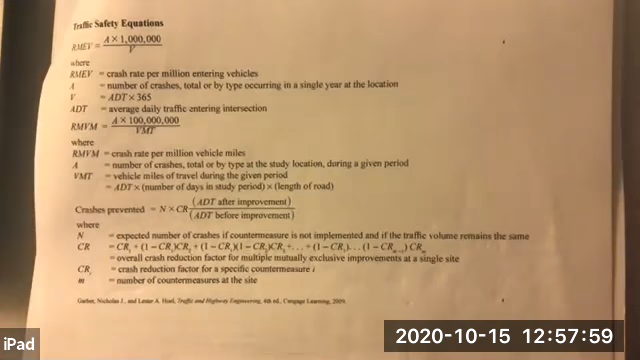 Traffic Safety Equations
RMEV = A × 1,000,000 / V
where
RMEV = crash rate per million entering vehicles
A = number of crashes, total or by type occurring in a single year at the location
V = ADT × 365
ADT = average daily traffic entering intersection
RMVM = A × 100,000,000 / VMT
where
RMVM = crash rate per million vehicle miles
A = number of crashes, total or by type at the study location, during a given period
VMT = vehicle miles of travel during the given period
= ADT × (number of days in study period) × (length of road)
Crashes prevented = N × CR (ADT after improvement) / (ADT before improvement)
where
N = expected number of crashes if countermeasure is not implemented and if the traffic volume remains the same
CR = CR₁ + (1 – CR₁)CR₂ + (1 – CR₁)(1 – CR₂)CR₃ + . . . + (1 – CR₁). . . (1 – CRₘ₋₁) CRₘ
= overall crash reduction factor for multiple mutually exclusive improvements at a single site
CRᵢ = crash reduction factor for a specific countermeasure i
m = number of countermeasures at the site
Garber, Nicholas J., and Lester A. Hoel, Traffic and Highway Engineering, 4th ed., Cengage Learning, 2009.
iPad
2020-10-15 12:57:59